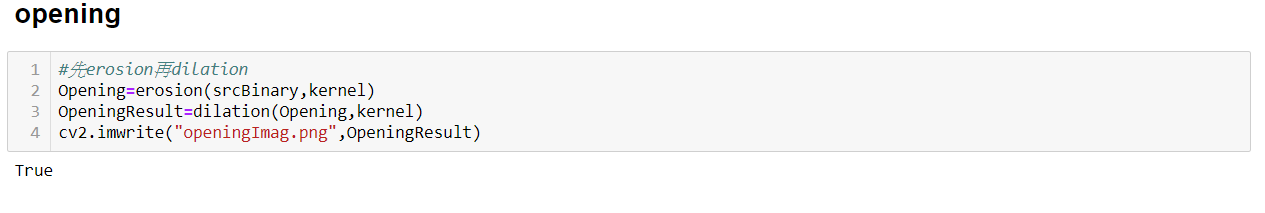 opening
1 #先erosion再dilation
2 Opening=erosion(srcBinary,kernel)
3 OpeningResult=dilation(Opening,kernel)
4 cv2.imwrite("openingImag.png",OpeningResult)
True